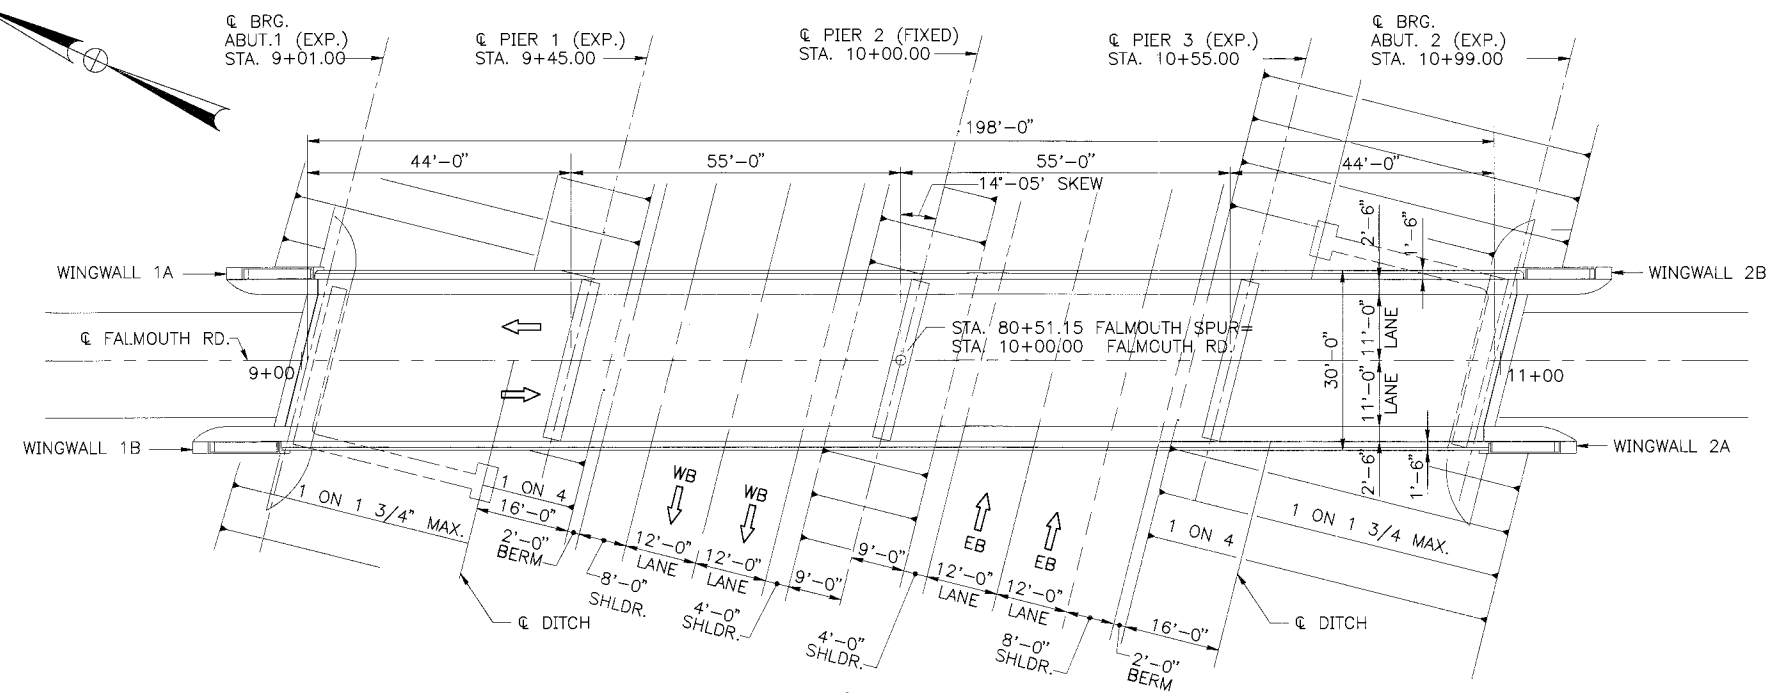 ℄ BRG.
ABUT.1 (EXP.)
STA. 9+01.00
℄ PIER 1 (EXP.)
STA. 9+45.00
℄ PIER 2 (FIXED)
STA. 10+00.00
℄ PIER 3 (EXP.)
STA. 10+55.00
℄ BRG.
ABUT. 2 (EXP.)
STA. 10+99.00
198'-0"
44'-0"
55'-0"
55'-0"
44'-0"
14°-05' SKEW
2'-6"
1'-6"
WINGWALL 1A
WINGWALL 2B
℄ FALMOUTH RD.
9+00
STA. 80+51.15 FALMOUTH SPUR=
STA. 10+00.00 FALMOUTH RD.
30'-0"
11'-0"
LANE
11'-0"
LANE
11+00
WINGWALL 1B
WINGWALL 2A
2'-6"
1'-6"
1 ON 1 3/4" MAX.
1 ON 4
16'-0"
2'-0"
BERM
8'-0"
SHLDR.
WB
WB
12'-0"
LANE
12'-0"
LANE
4'-0"
SHLDR.
9'-0"
9'-0"
4'-0"
SHLDR.
EB
EB
12'-0"
LANE
12'-0"
LANE
8'-0"
SHLDR.
2'-0"
BERM
16'-0"
1 ON 4
1 ON 1 3/4 MAX.
℄ DITCH
℄ DITCH